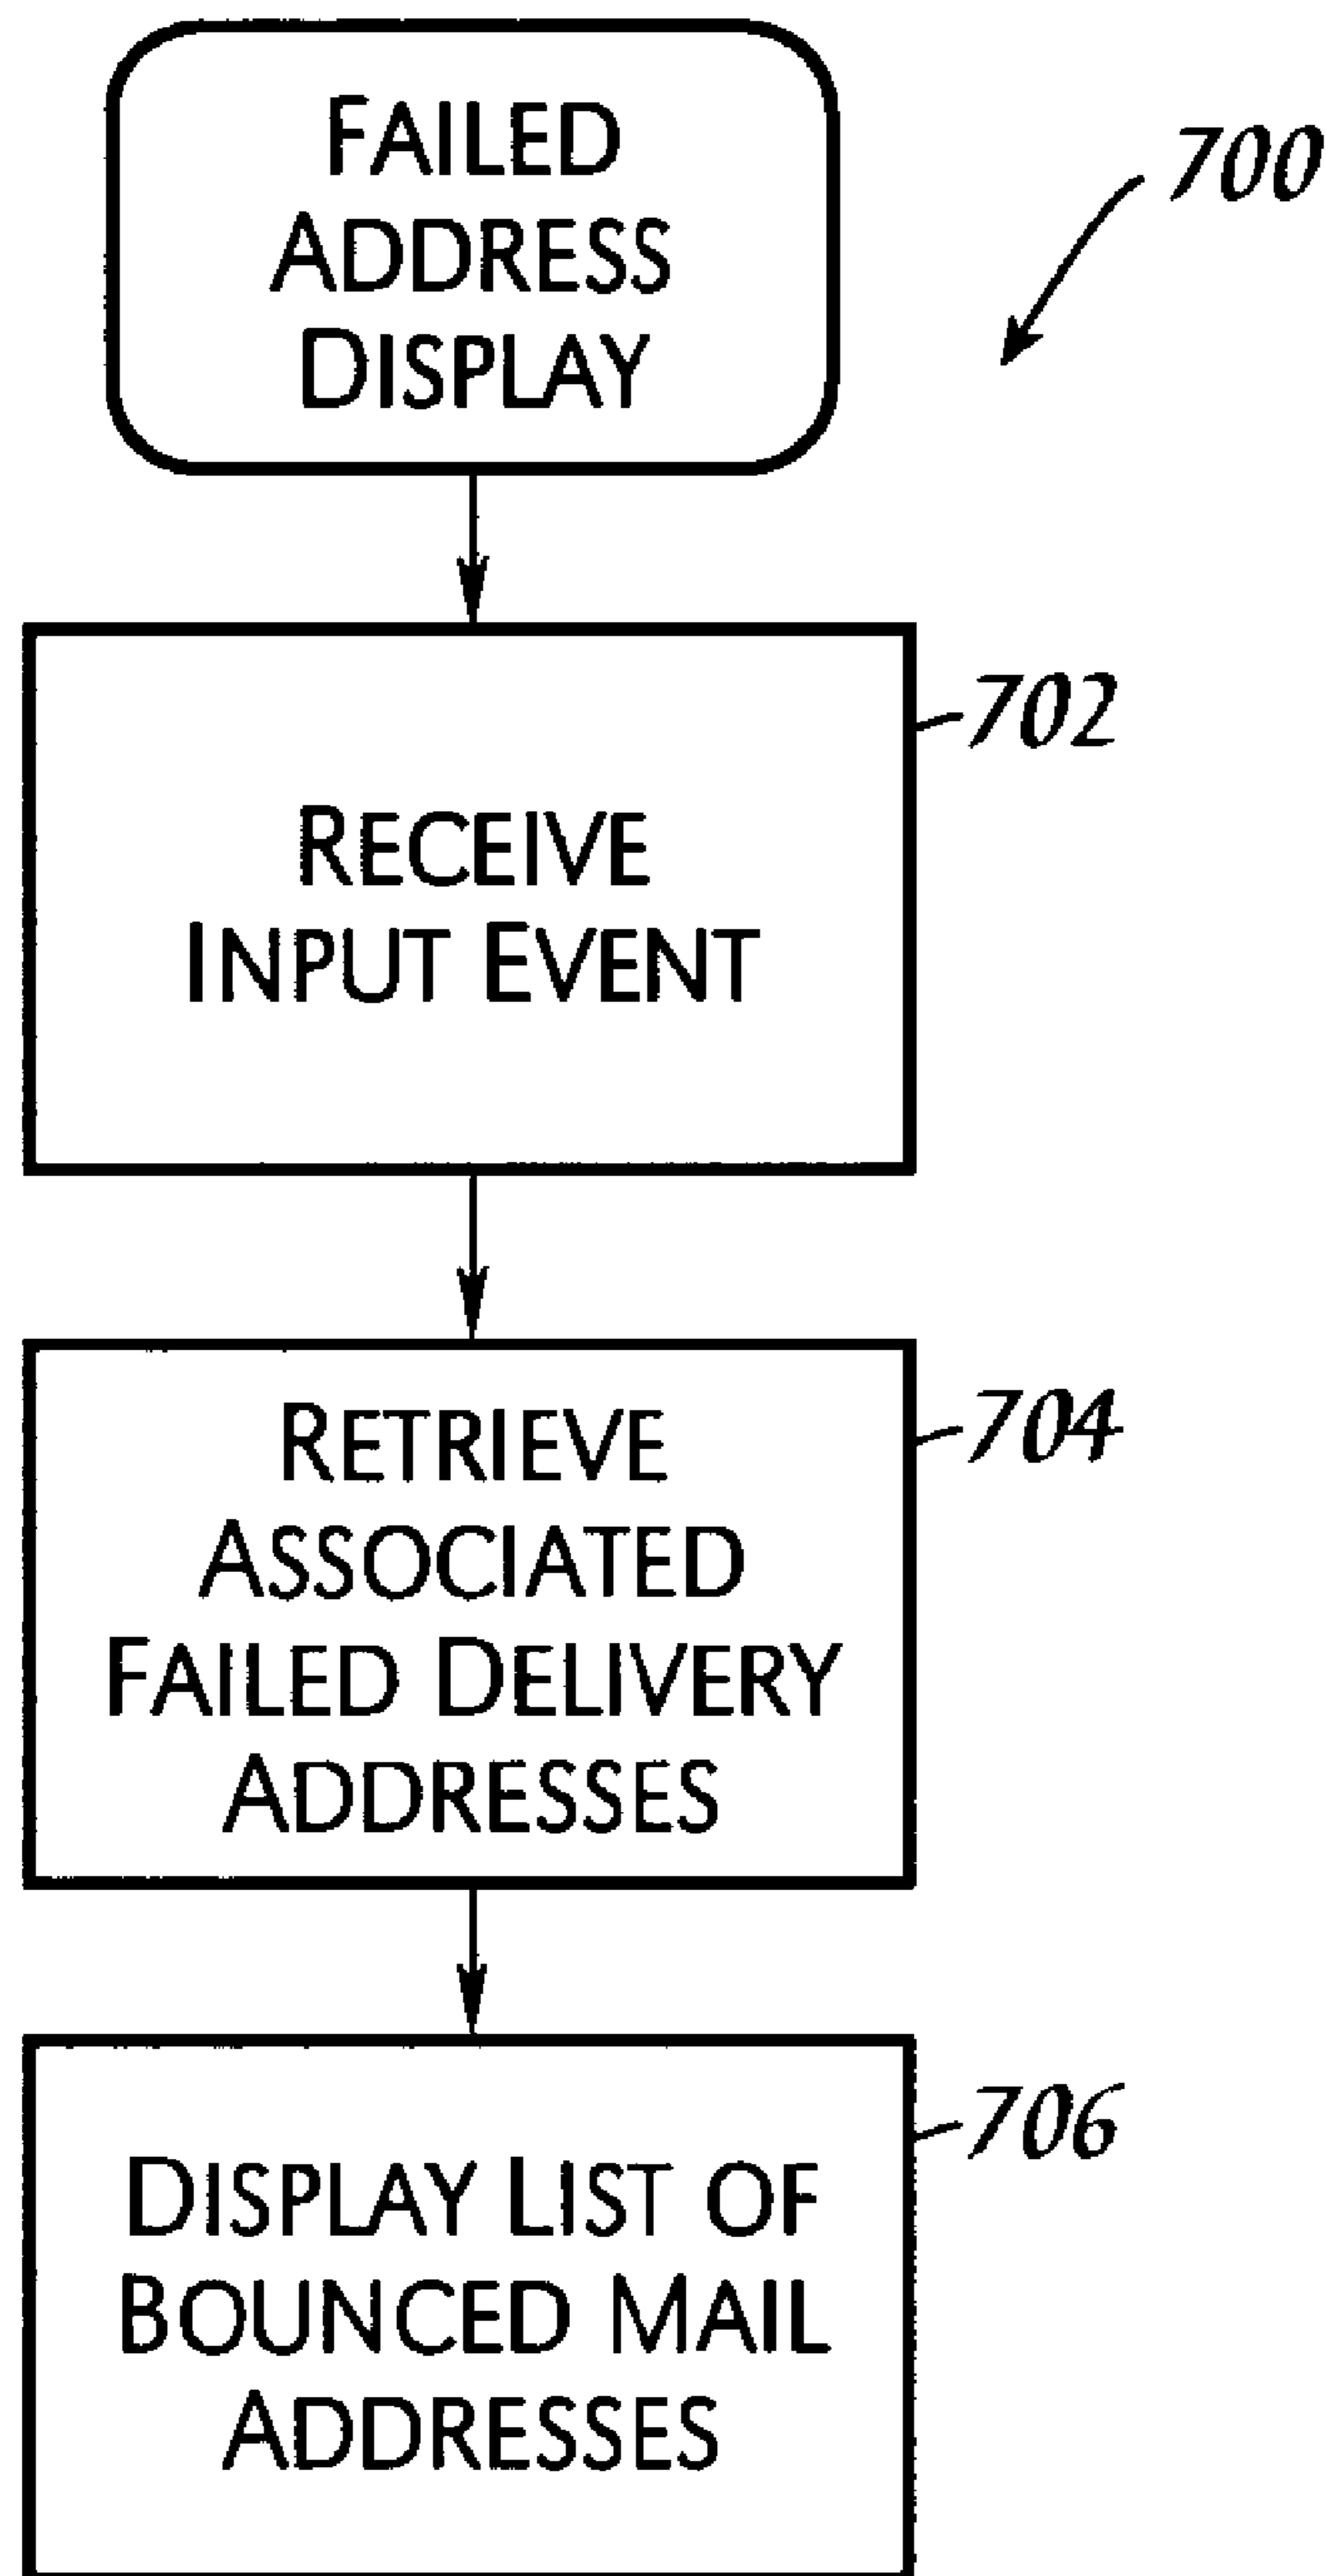 FAILED
ADDRESS
DISPLAY
700
702
RECEIVE
INPUT EVENT
704
RETRIEVE
ASSOCIATED
FAILED DELIVERY
ADDRESSES
706
DISPLAY LIST OF
BOUNCED MAIL
ADDRESSES